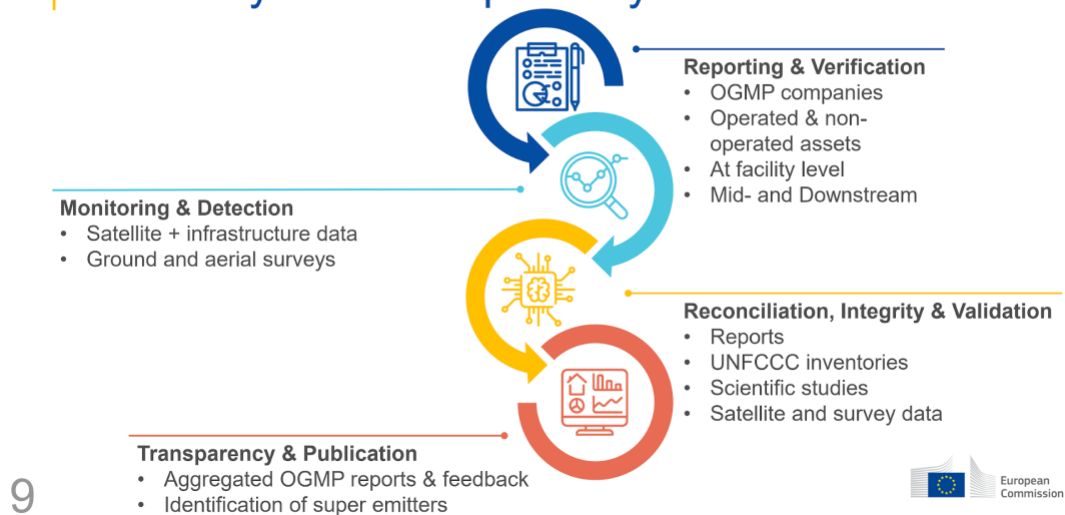 Reporting & Verification
• OGMP companies
• Operated & non-
operated assets
• At facility level
• Mid- and Downstream
Monitoring & Detection
• Satellite + infrastructure data
• Ground and aerial surveys
Reconciliation, Integrity & Validation
• Reports
• UNFCCC inventories
• Scientific studies
• Satellite and survey data
Transparency & Publication
• Aggregated OGMP reports & feedback
• Identification of super emitters
9
European
Commission